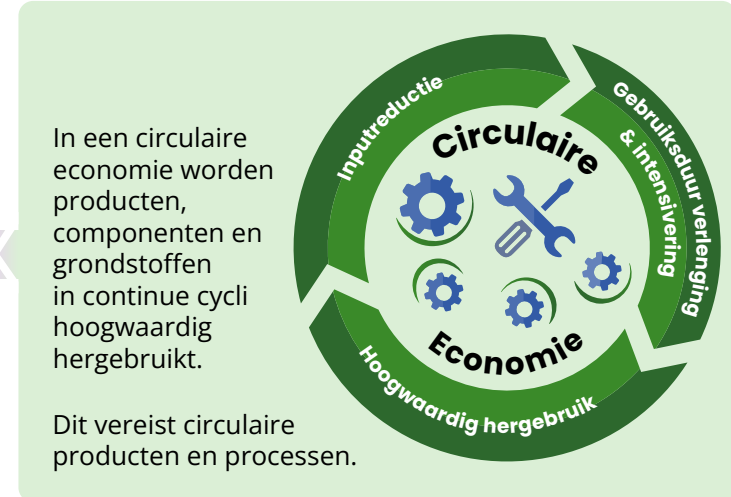 In een circulaire
economie worden
producten,
componenten en
grondstoffen
in continue cycli
hoogwaardig
hergebruikt.
Dit vereist circulaire
producten en processen.
Inputreductie
Gebruiksduur verlenging
& intensivering
Hoogwaardig hergebruik
Circulaire
Economie